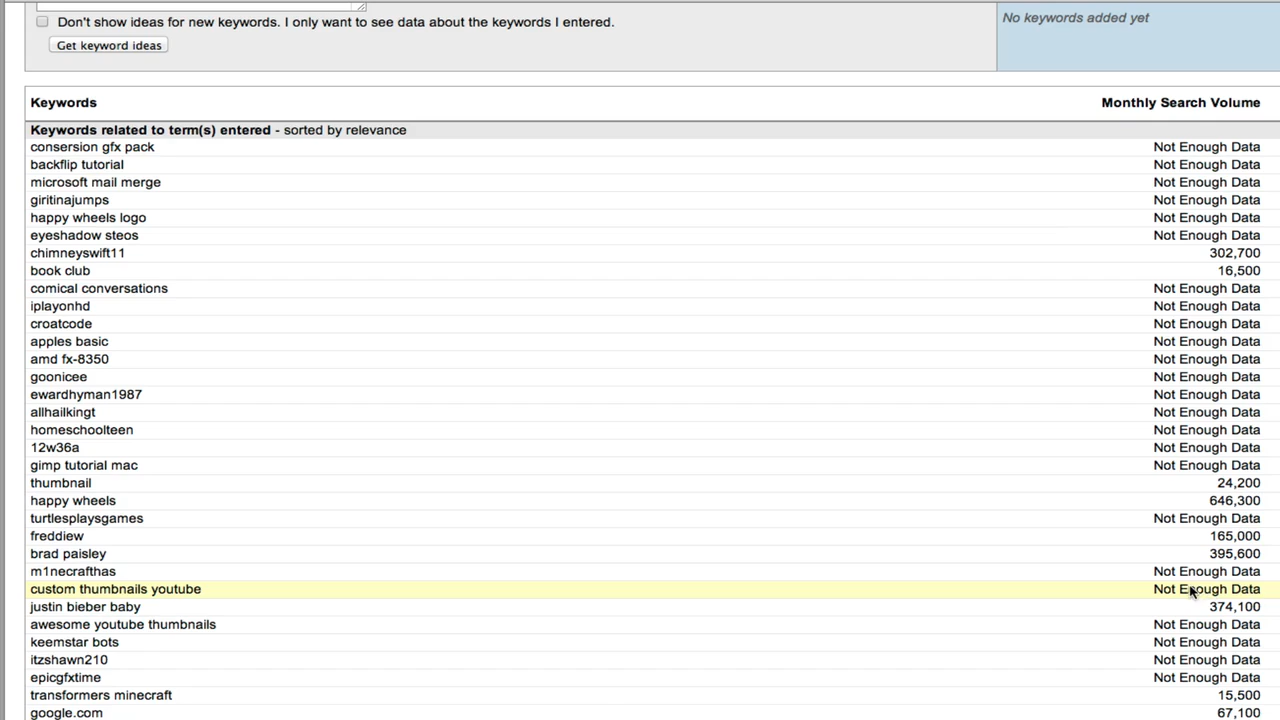 Don't show ideas for new keywords. I only want to see data about the keywords I entered.
No keywords added yet
Get keyword ideas
Keywords Monthly Search Volume
Keywords related to term(s) entered - sorted by relevance
consersion gfx pack Not Enough Data
backflip tutorial Not Enough Data
microsoft mail merge Not Enough Data
giritinajumps Not Enough Data
happy wheels logo Not Enough Data
eyeshadow steos Not Enough Data
chimneyswift11 302,700
book club 16,500
comical conversations Not Enough Data
iplayonhd Not Enough Data
croatcode Not Enough Data
apples basic Not Enough Data
amd fx-8350 Not Enough Data
goonicee Not Enough Data
ewardhyman1987 Not Enough Data
allhailkingt Not Enough Data
homeschoolteen Not Enough Data
12w36a Not Enough Data
gimp tutorial mac Not Enough Data
thumbnail 24,200
happy wheels 646,300
turtlesplaysgames Not Enough Data
freddiew 165,000
brad paisley 395,600
m1necrafthas Not Enough Data
custom thumbnails youtube Not Enough Data
justin bieber baby 374,100
awesome youtube thumbnails Not Enough Data
keemstar bots Not Enough Data
itzshawn210 Not Enough Data
epicgfxtime Not Enough Data
transformers minecraft 15,500
google.com 67,100